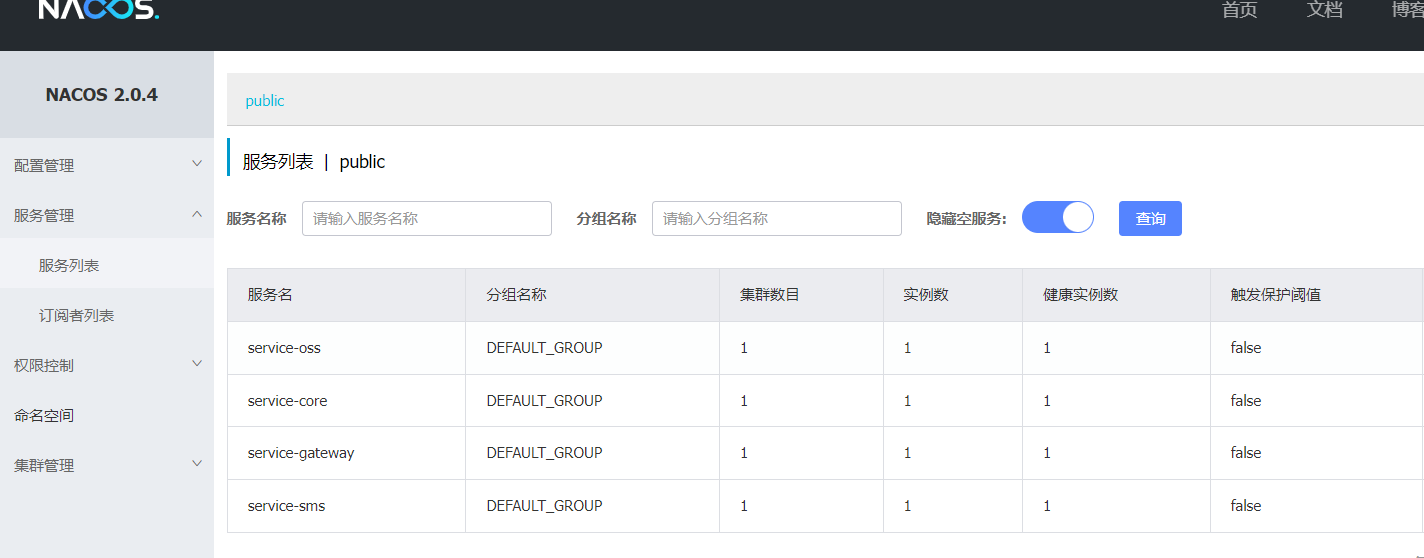 NACOS.
首页 文档 博客
NACOS 2.0.4
配置管理
服务管理
服务列表
订阅者列表
权限控制
命名空间
集群管理
public
服务列表 | public
服务名称 请输入服务名称 分组名称 请输入分组名称 隐藏空服务: 查询
服务名 分组名称 集群数目 实例数 健康实例数 触发保护阈值
service-oss DEFAULT_GROUP 1 1 1 false
service-core DEFAULT_GROUP 1 1 1 false
service-gateway DEFAULT_GROUP 1 1 1 false
service-sms DEFAULT_GROUP 1 1 1 false